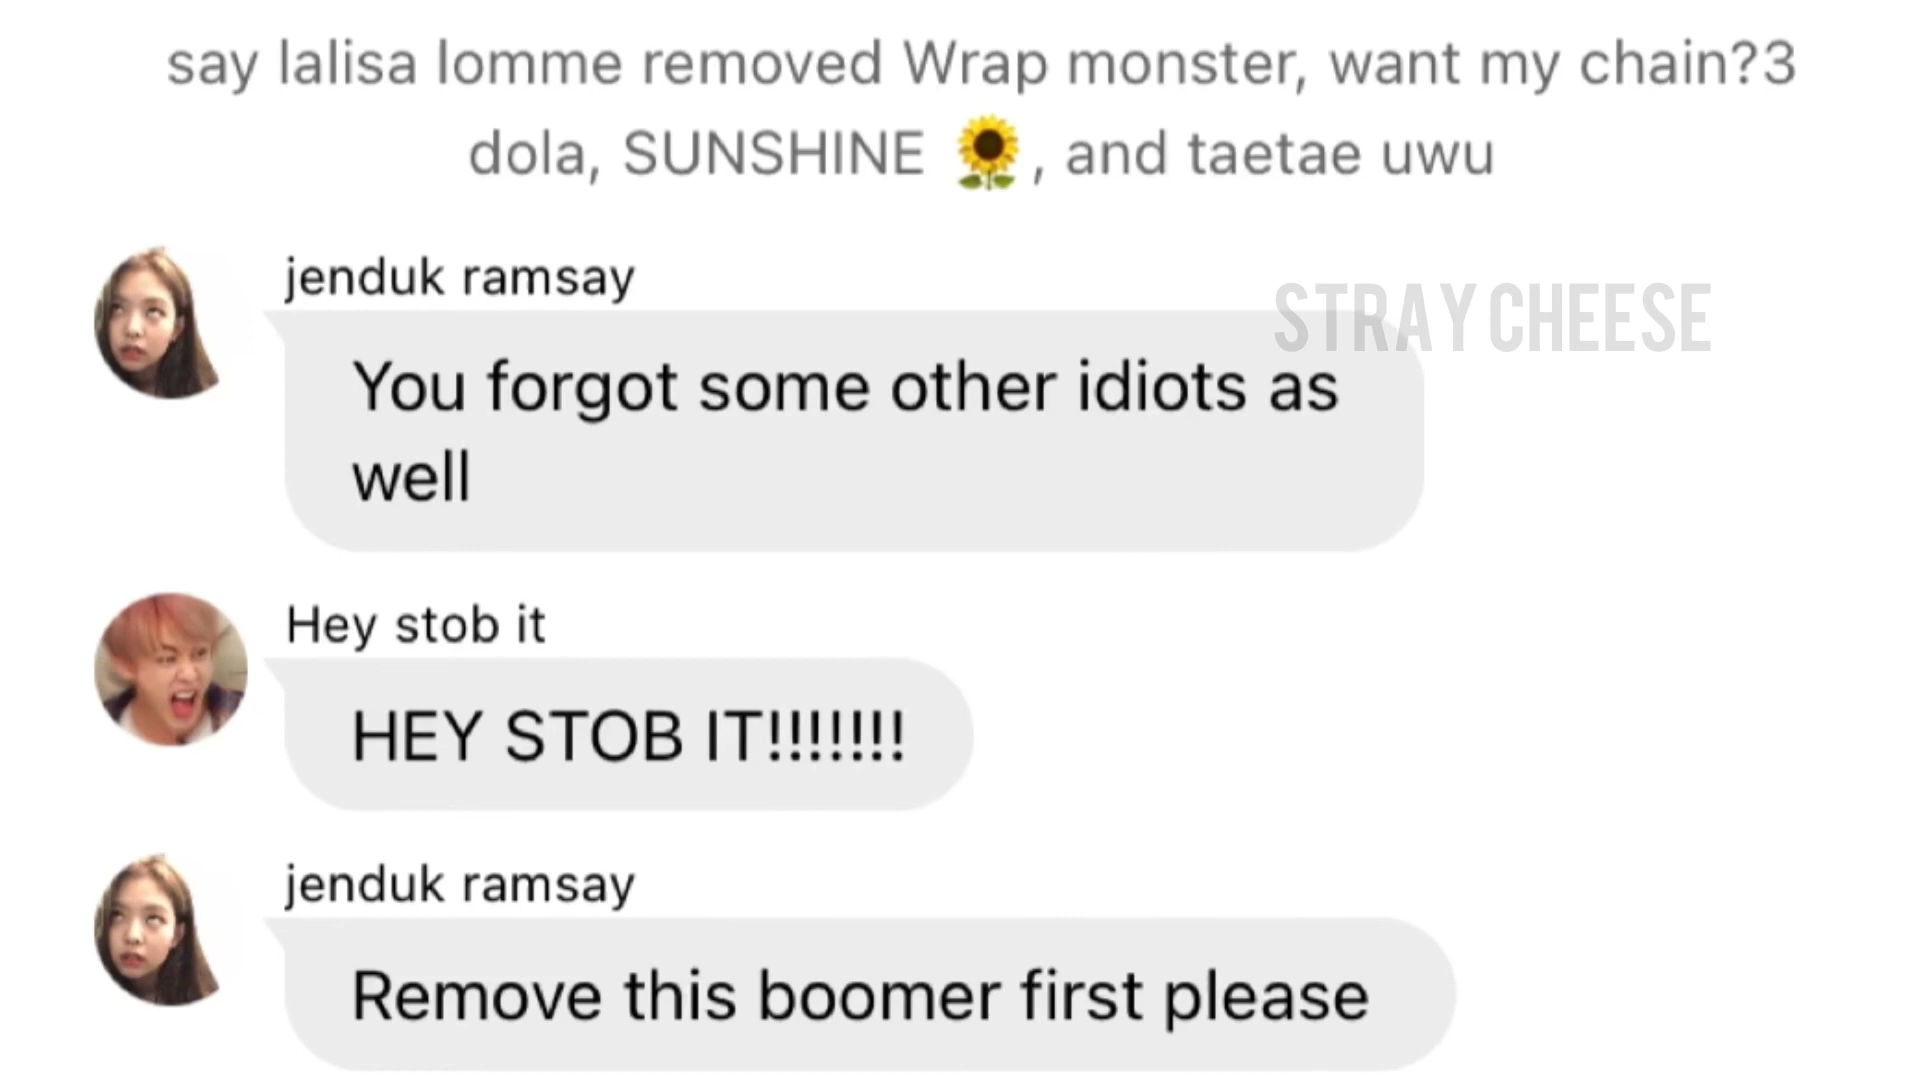 say lalisa lomme removed Wrap monster, want my chain?3
dola, SUNSHINE 🌻, and taetae uwu
jenduk ramsay
STRAY CHEESE
You forgot some other idiots as
well
Hey stob it
HEY STOB IT!!!!!!!
jenduk ramsay
Remove this boomer first please